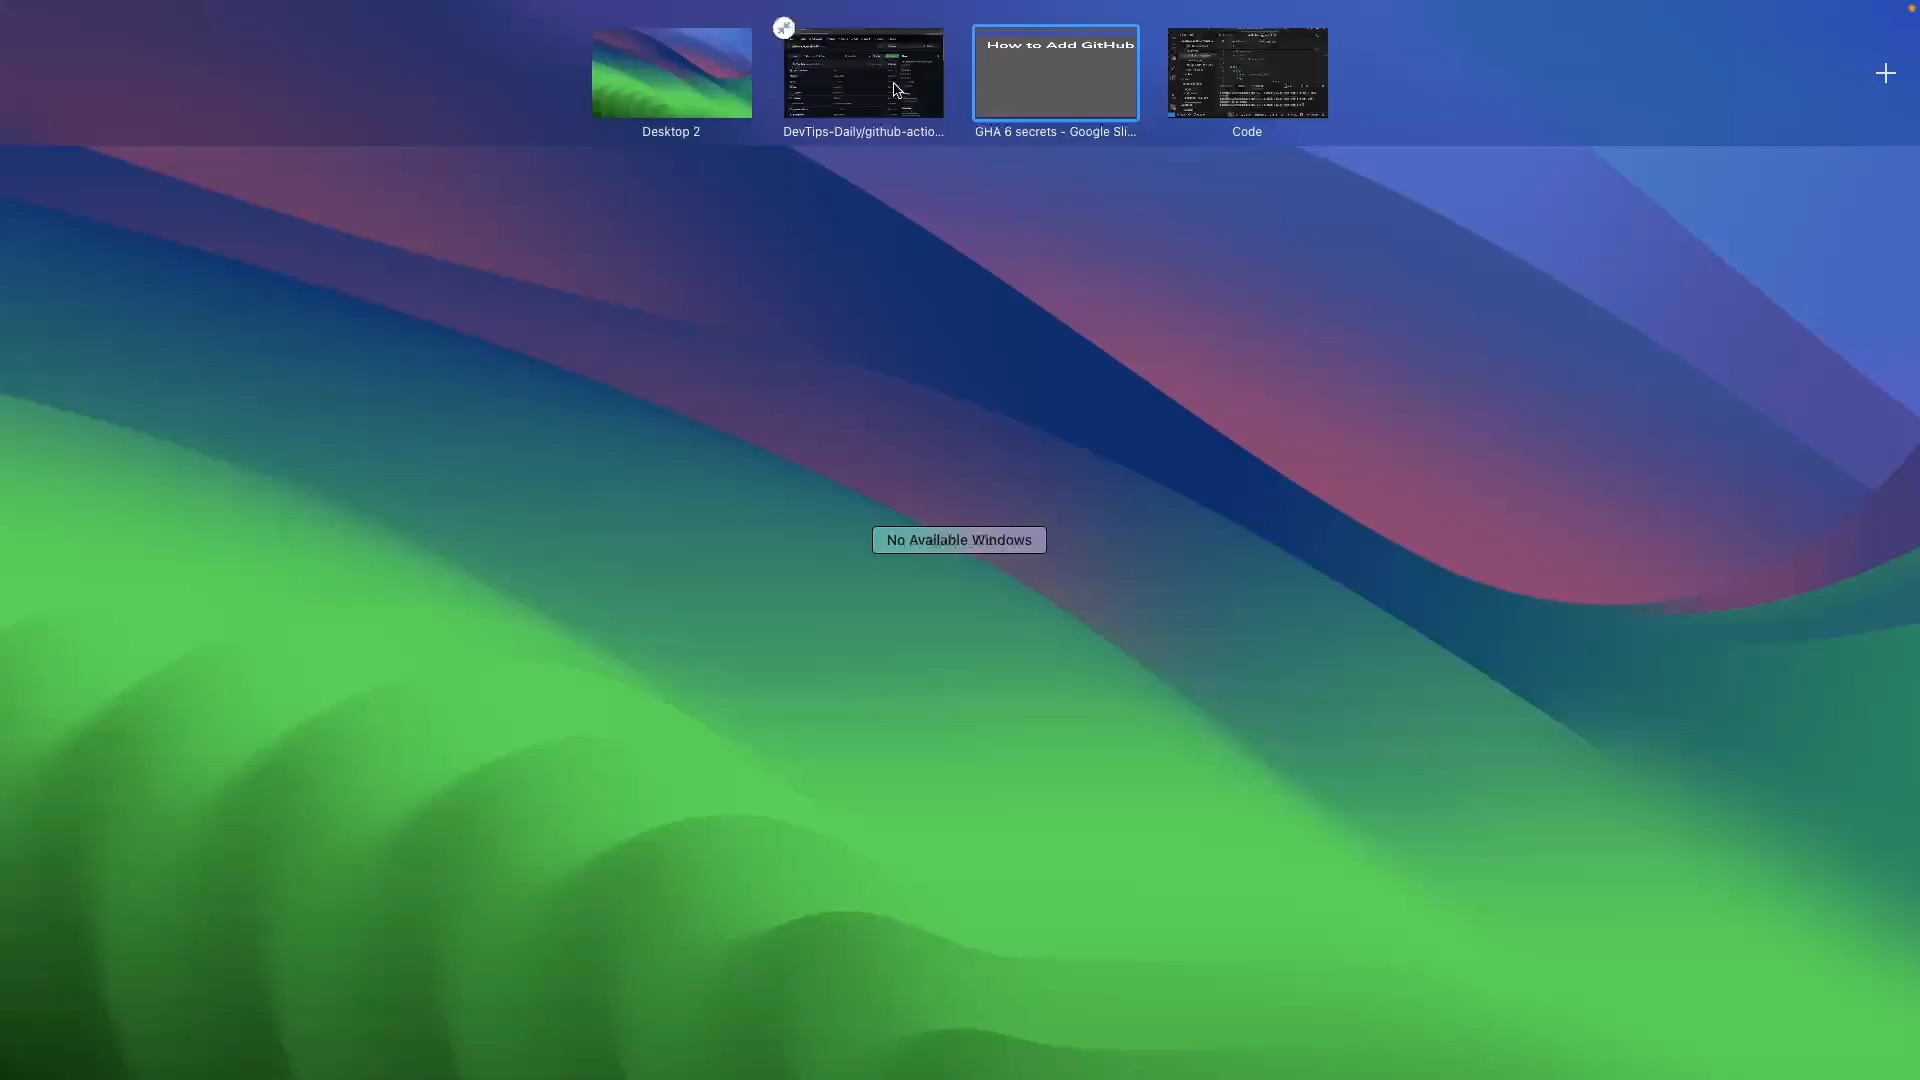 How to Add GitHub
Desktop 2
DevTips-Daily/github-actio...
GHA 6 secrets - Google Sli...
Code
No Available Windows